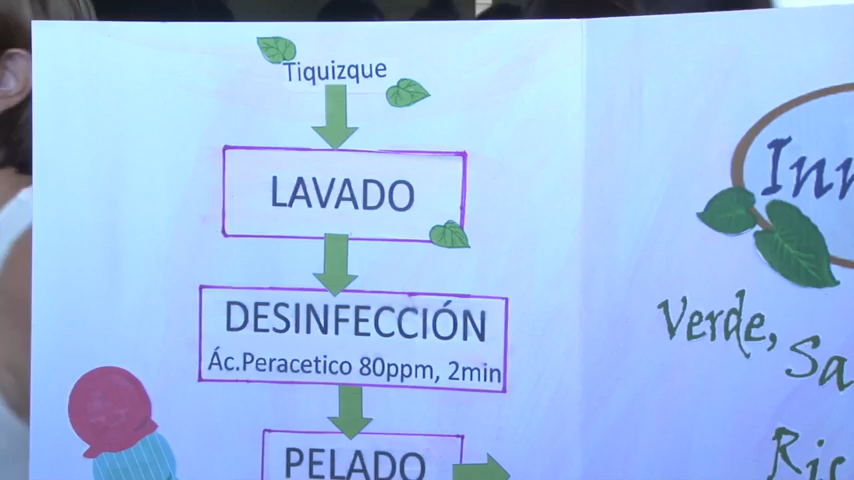 Tiquizque
LAVADO
DESINFECCIÓN
Ác.Peracetico 80ppm, 2min
PELADO
Verde,